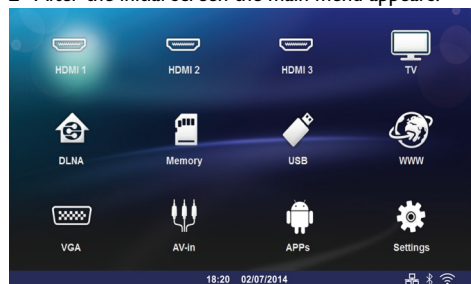 2 After the initial screen the main menu appears.
HDMI 1 HDMI 2 HDMI 3 TV
DLNA Memory USB WWW
VGA AV-in APPs Settings
18:20 02/07/2014